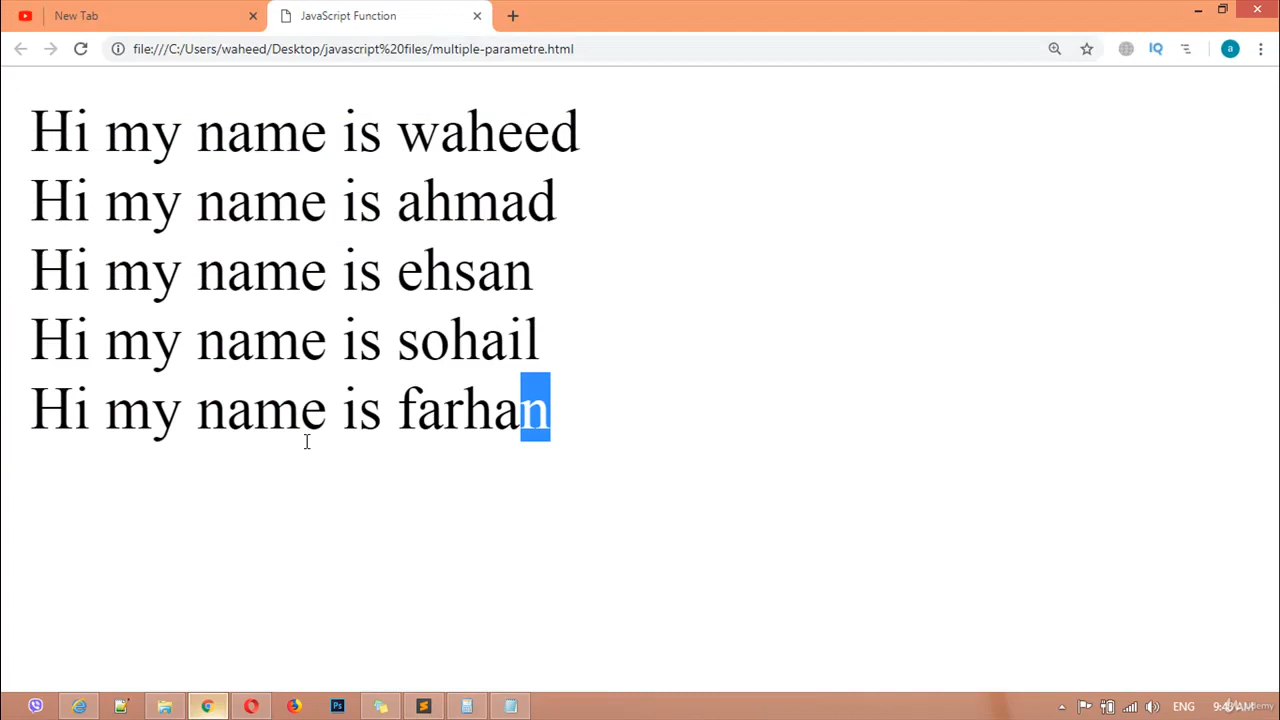 New Tab
JavaScript Function
file:///C:/Users/waheed/Desktop/javascript%20files/multiple-parametre.html
IQ
a
Hi my name is waheed
Hi my name is ahmad
Hi my name is ehsan
Hi my name is sohail
Hi my name is farhan
Ps
ENG